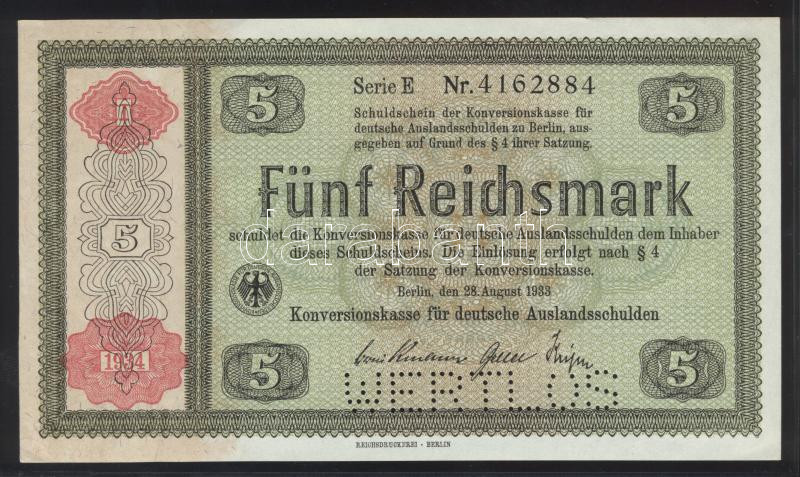 5
Serie E Nr. 4162884
5
Schuldschein der Konversionskasse für
deutsche Auslandsschulden zu Berlin, aus-
gegeben auf Grund des § 4 ihrer Satzung.
Fünf Reichsmark
schuldet die Konversionskasse für deutsche Auslandsschulden dem Inhaber
dieses Schuldscheins. Die Einlösung erfolgt nach § 4
der Satzung der Konversionskasse.
Berlin, den 28. August 1933
Konversionskasse für deutsche Auslandsschulden
5
1934
5
5
WERTLOS
REICHSDRUCKEREI · BERLIN